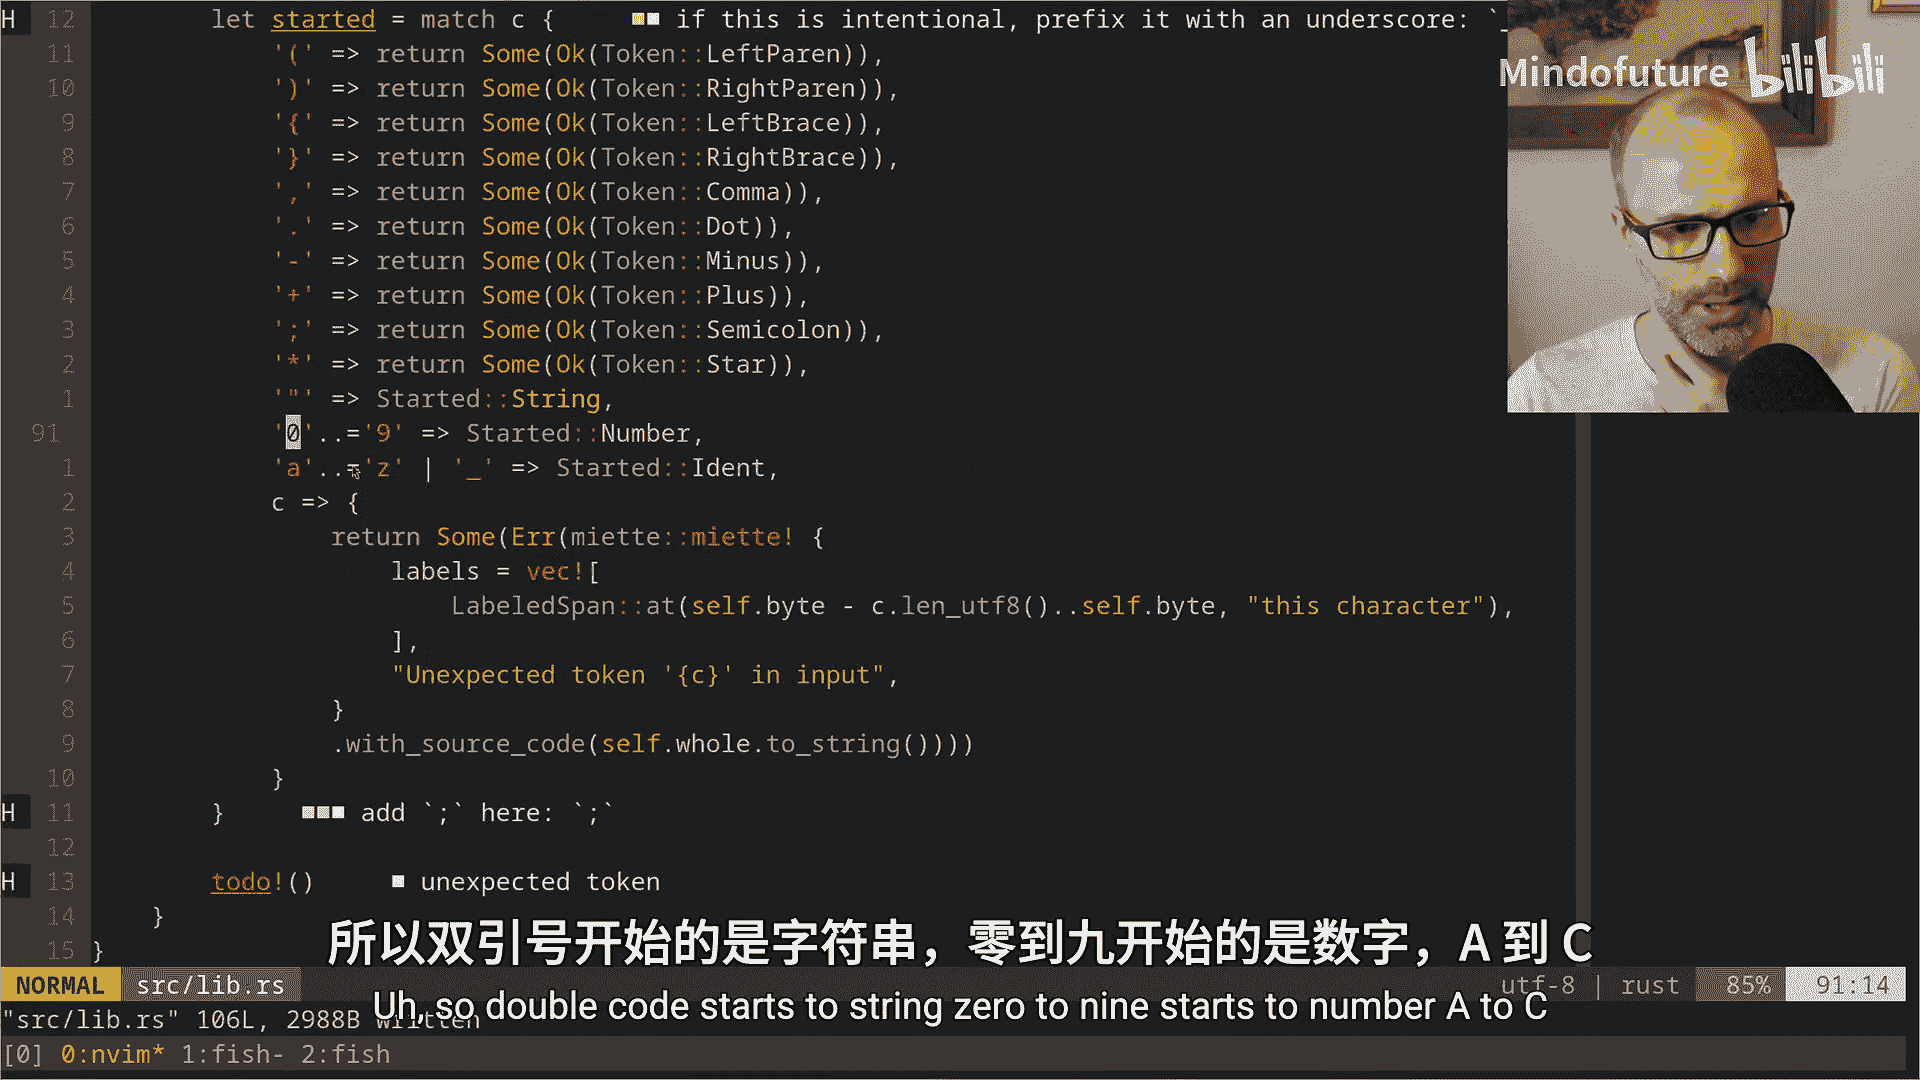 H 12 let started = match c { ■■ if this is intentional, prefix it with an underscore: `_
11 '(' => return Some(Ok(Token::LeftParen)),
10 ')' => return Some(Ok(Token::RightParen)),
9 '{' => return Some(Ok(Token::LeftBrace)),
8 '}' => return Some(Ok(Token::RightBrace)),
7 ',' => return Some(Ok(Token::Comma)),
6 '.' => return Some(Ok(Token::Dot)),
5 '-' => return Some(Ok(Token::Minus)),
4 '+' => return Some(Ok(Token::Plus)),
3 ';' => return Some(Ok(Token::Semicolon)),
2 '*' => return Some(Ok(Token::Star)),
1 '"' => Started::String,
91 '0'..='9' => Started::Number,
1 'a'..='z' | '_' => Started::Ident,
2 c => {
3 return Some(Err(miette::miette! {
4 labels = vec![
5 LabeledSpan::at(self.byte - c.len_utf8()..self.byte, "this character"),
6 ],
7 "Unexpected token '{c}' in input",
8 }
9 .with_source_code(self.whole.to_string())))
10 }
H 11 } ■■■ add `;` here: `;`
12
H 13 todo!() ■ unexpected token
14 }
15 }
Mindofuture bilibili
所以双引号开始的是字符串，零到九开始的是数字，A 到 C
NORMAL src/lib.rs utf-8 | rust 85% 91:14
Uh, so double code starts to string zero to nine starts to number A to C
"src/lib.rs" 106L, 2988B written
[0] 0:nvim* 1:fish- 2:fish